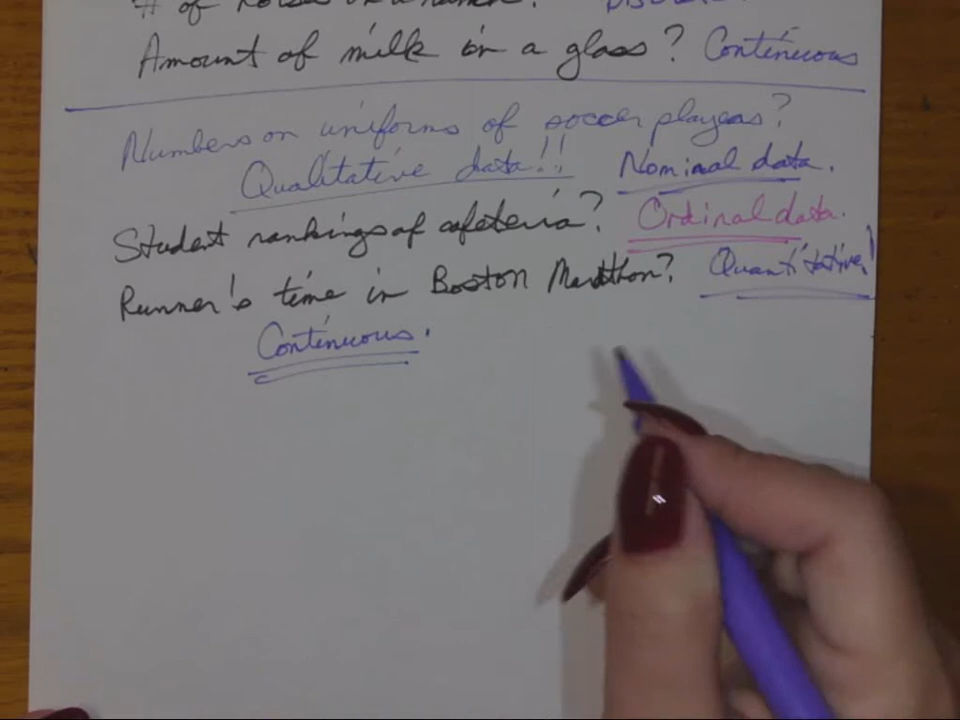 # of
Amount of milk in a glass? Continuous
Numbers on uniforms of soccer players?
Qualitative data!! Nominal data.
Student rankings of cafeteria? Ordinal data.
Runner's time in Boston Marathon? Quantitative!
Continuous.